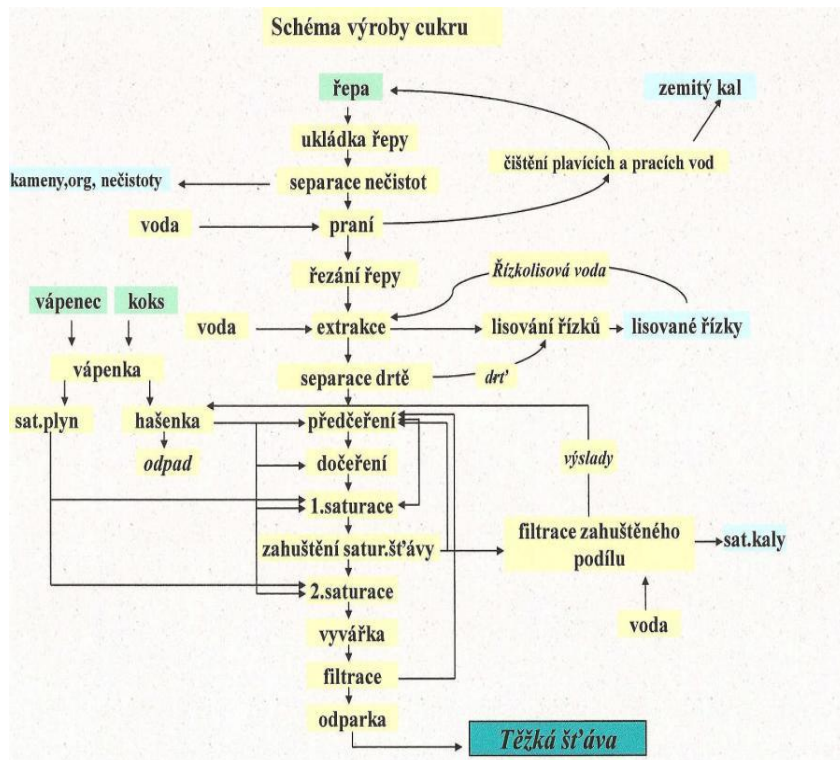 Schéma výroby cukru
řepa
zemitý kal
ukládka řepy
čištění plavících a pracích vod
kameny,org, nečistoty
separace nečistot
voda
praní
řezání řepy
Řízkolisová voda
vápenec
koks
voda
extrakce
lisování řízků
lisované řízky
vápenka
separace drtě
drť
sat.plyn
hašenka
předčeření
odpad
dočeření
výslady
1.saturace
filtrace zahuštěného
podílu
sat.kaly
zahuštění satur.šťávy
2.saturace
voda
vyvářka
filtrace
odparka
Těžká šťáva